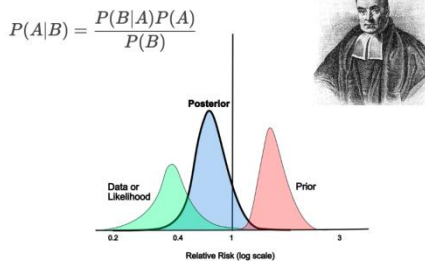 P(A|B) = P(B|A)P(A) / P(B)
Posterior
Data or
Likelihood
Prior
0.2 0.4 1 3
Relative Risk (log scale)